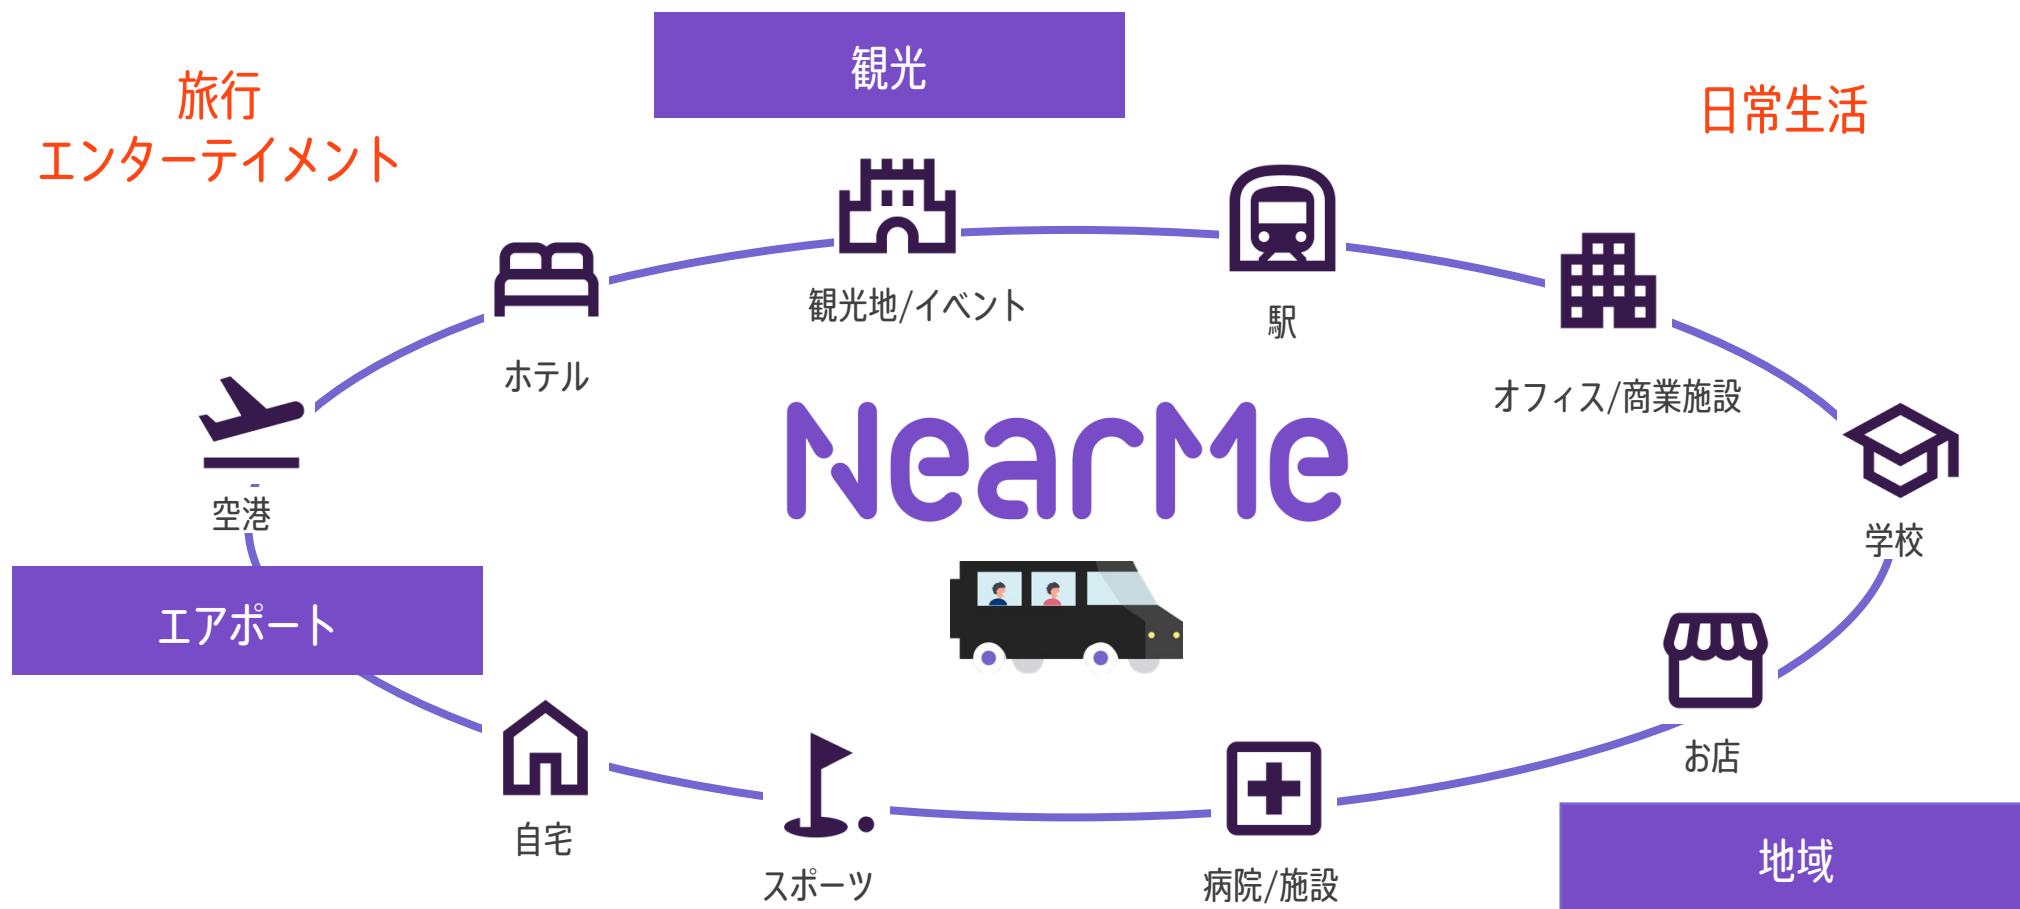 観光
旅行
エンターテイメント
日常生活
観光地/イベント
駅
ホテル
オフィス/商業施設
NearMe
空港
学校
エアポート
お店
自宅
スポーツ
病院/施設
地域